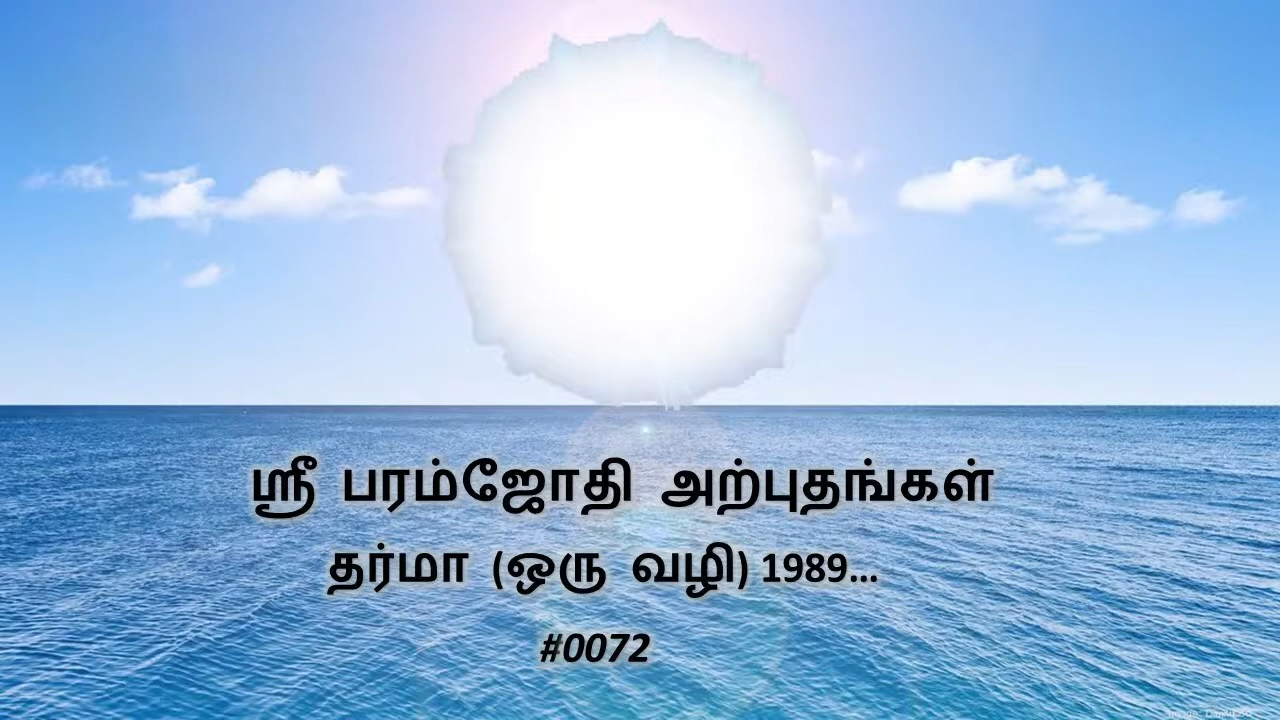 ஸ்ரீ பரம்ஜோதி அற்புதங்கள்
தர்மா (ஒரு வழி) 1989...
#0072